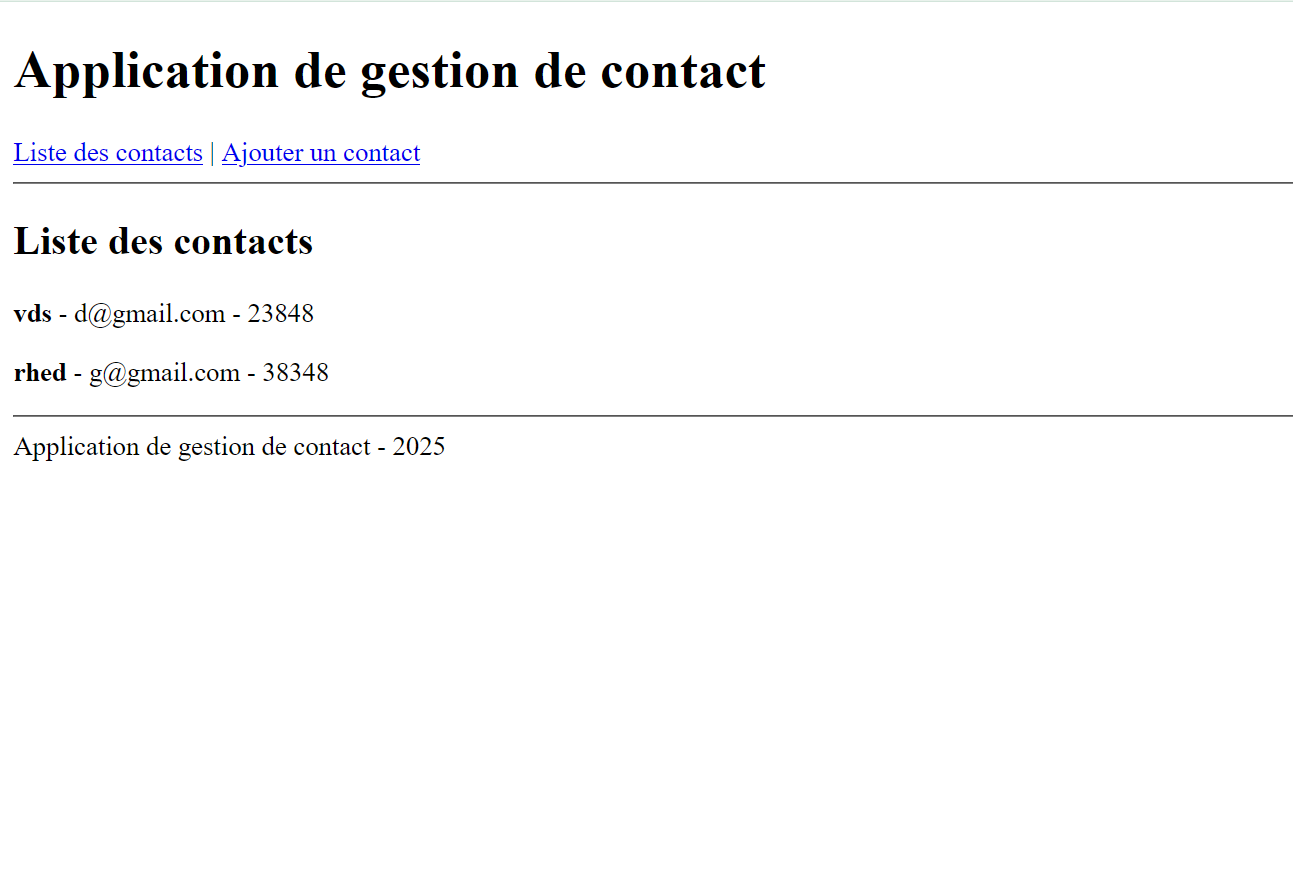 Application de gestion de contact
Liste des contacts | Ajouter un contact
Liste des contacts
vds - d@gmail.com - 23848
rhed - g@gmail.com - 38348
Application de gestion de contact - 2025